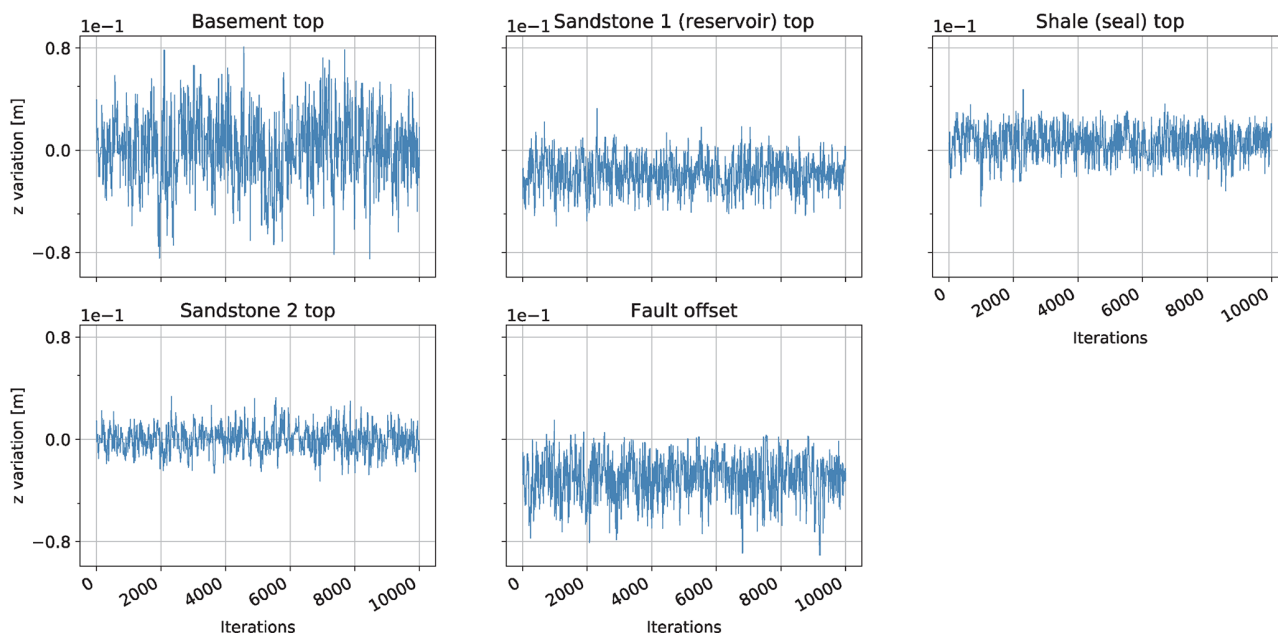 Basement top
1e−1
0.8
0.0
−0.8
z variation [m]
Sandstone 1 (reservoir) top
1e−1
Shale (seal) top
1e−1
0
2000
4000
6000
8000
10000
Iterations
Sandstone 2 top
1e−1
0.8
0.0
−0.8
z variation [m]
0
2000
4000
6000
8000
10000
Iterations
Fault offset
1e−1
0
2000
4000
6000
8000
10000
Iterations